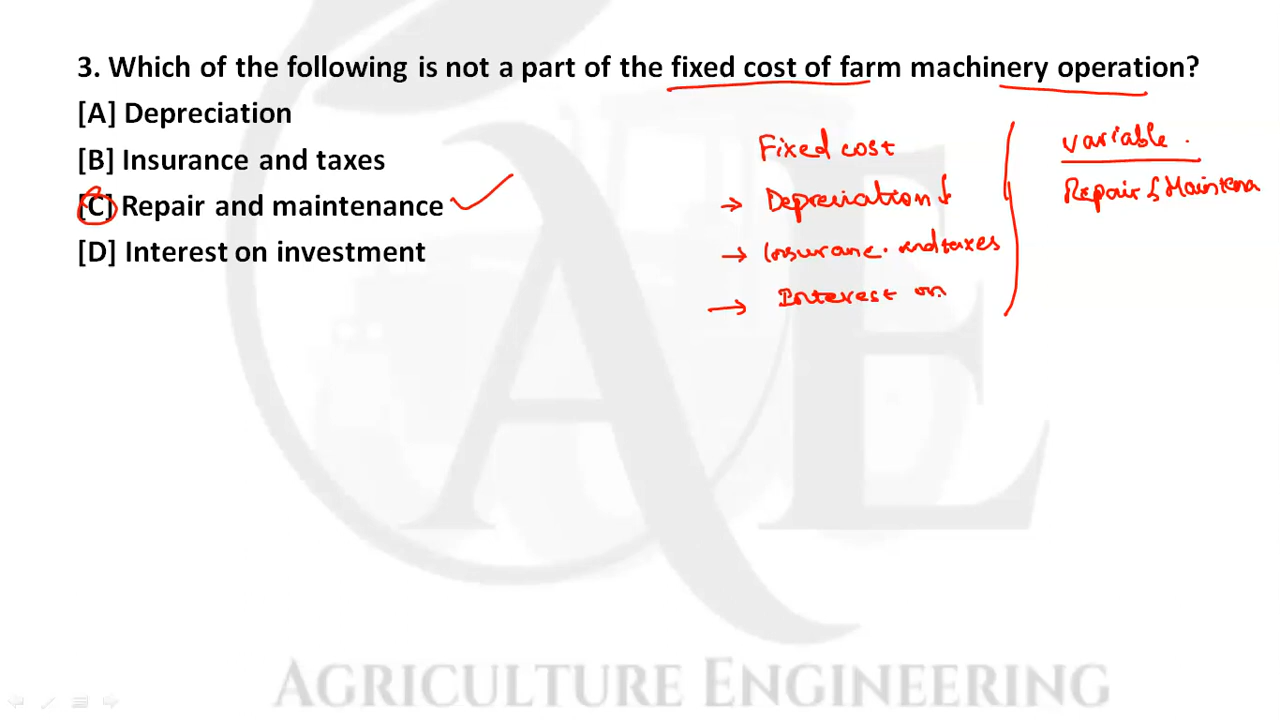 3. Which of the following is not a part of the fixed cost of farm machinery operation?
[A] Depreciation
[B] Insurance and taxes
[C] Repair and maintenance
[D] Interest on investment
Fixed cost
→ Depreciation
→ Insuranc. and taxes
→ Interest on
variable.
Repair & Maintena
AE
AGRICULTURE ENGINEERING